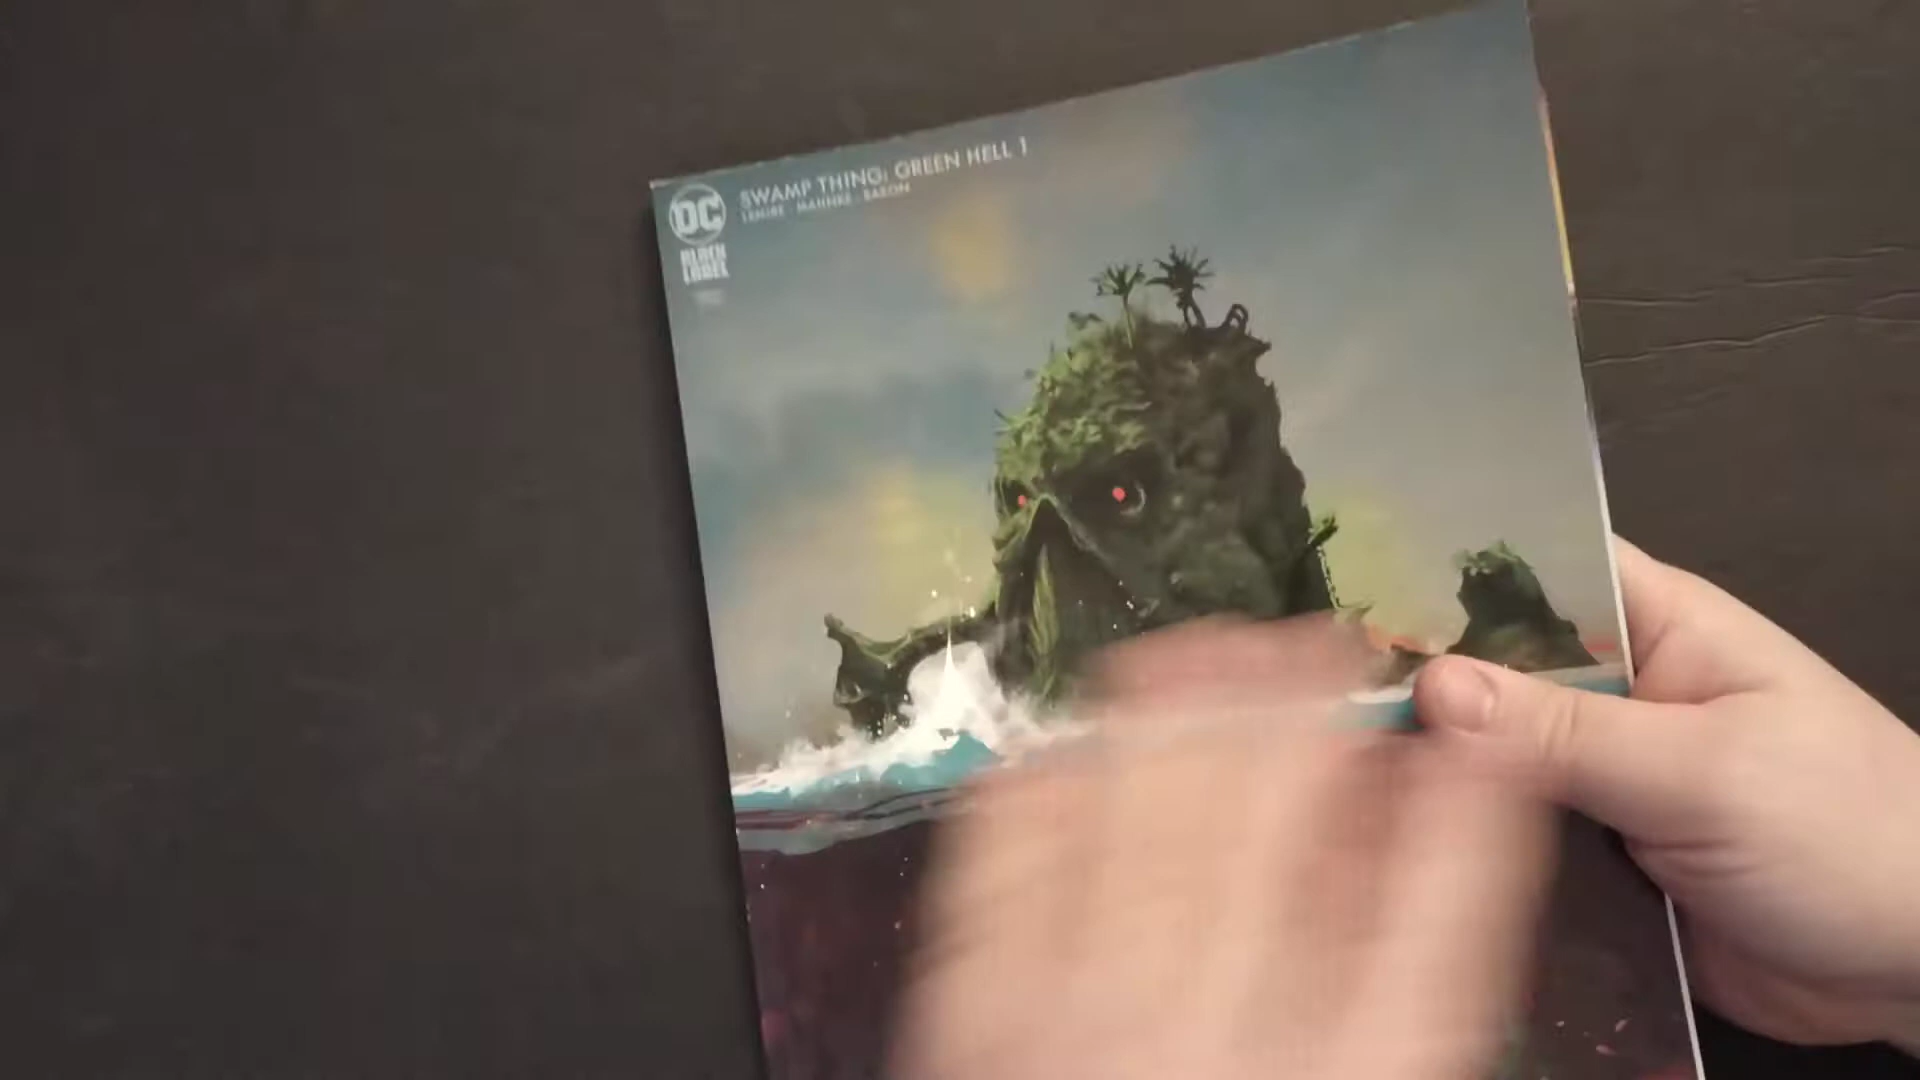 SWAMP THING: GREEN HELL 1
LEMIRE · MAHNKE · BARON
DC
BLACK
LABEL